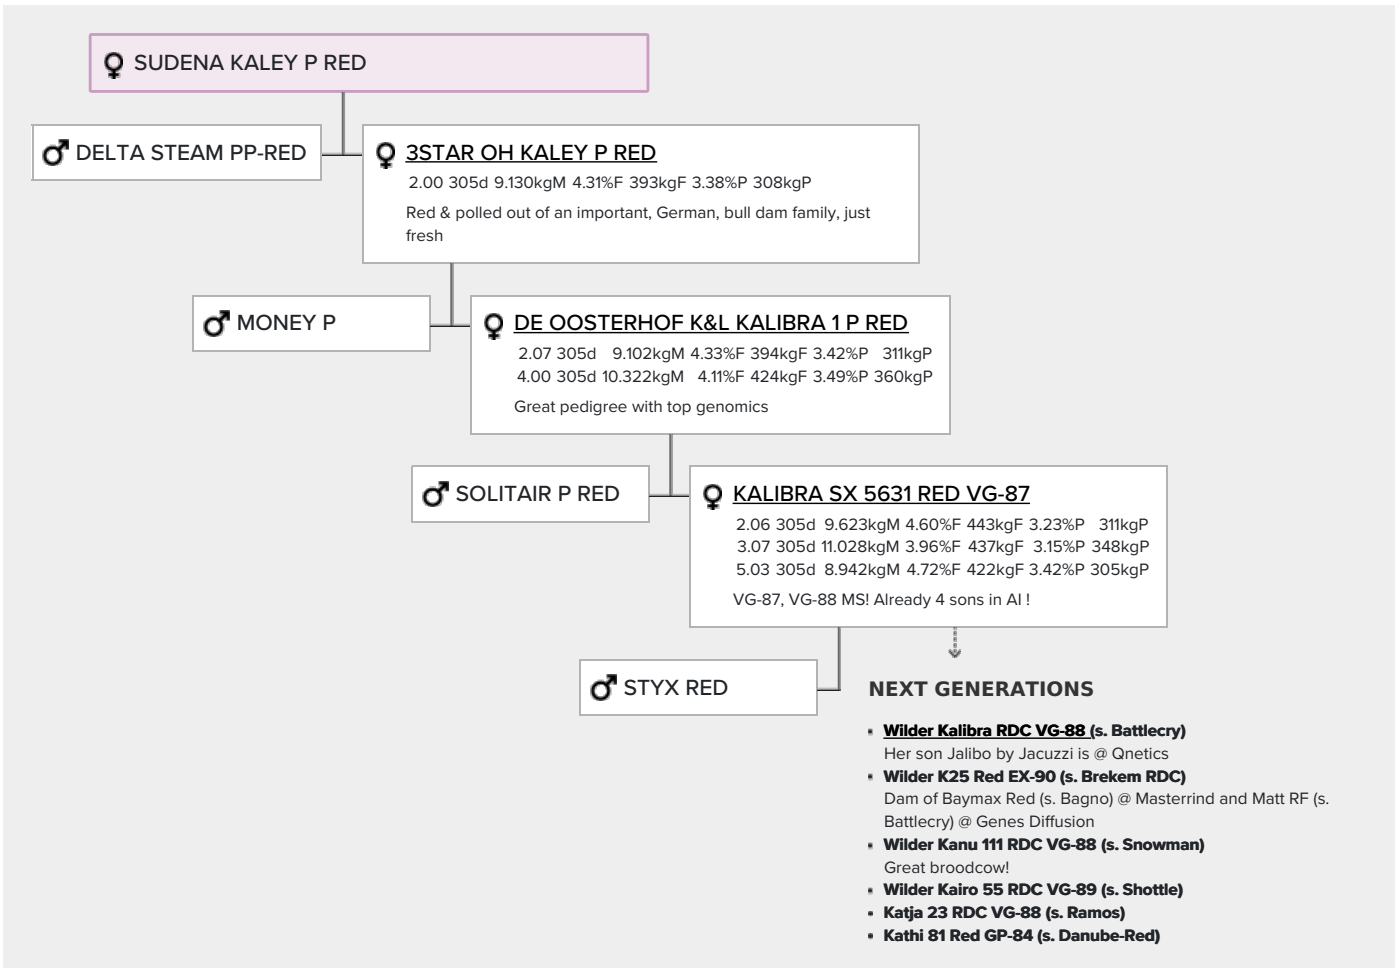 SUDENA KALEY P RED
DELTA STEAM PP-RED
3STAR OH KALEY P RED
2.00 305d 9.130kgM 4.31%F 393kgF 3.38%P 308kgP
Red & polled out of an important, German, bull dam family, just
fresh
MONEY P
DE OOSTERHOF K&L KALIBRA 1 P RED
2.07 305d 9.102kgM 4.33%F 394kgF 3.42%P 311kgP
4.00 305d 10.322kgM 4.11%F 424kgF 3.49%P 360kgP
Great pedigree with top genomics
SOLITAIR P RED
KALIBRA SX 5631 RED VG-87
2.06 305d 9.623kgM 4.60%F 443kgF 3.23%P 311kgP
3.07 305d 11.028kgM 3.96%F 437kgF 3.15%P 348kgP
5.03 305d 8.942kgM 4.72%F 422kgF 3.42%P 305kgP
VG-87, VG-88 MS! Already 4 sons in AI !
STYX RED
NEXT GENERATIONS
Wilder Kalibra RDC VG-88 (s. Battlecry)
Her son Jalibo by Jacuzzi is @ Qnetics
Wilder K25 Red EX-90 (s. Brekem RDC)
Dam of Baymax Red (s. Bagno) @ Masterrind and Matt RF (s.
Battlecry) @ Genes Diffusion
Wilder Kanu 111 RDC VG-88 (s. Snowman)
Great broodcow!
Wilder Kairo 55 RDC VG-89 (s. Shottle)
Katja 23 RDC VG-88 (s. Ramos)
Kathi 81 Red GP-84 (s. Danube-Red)